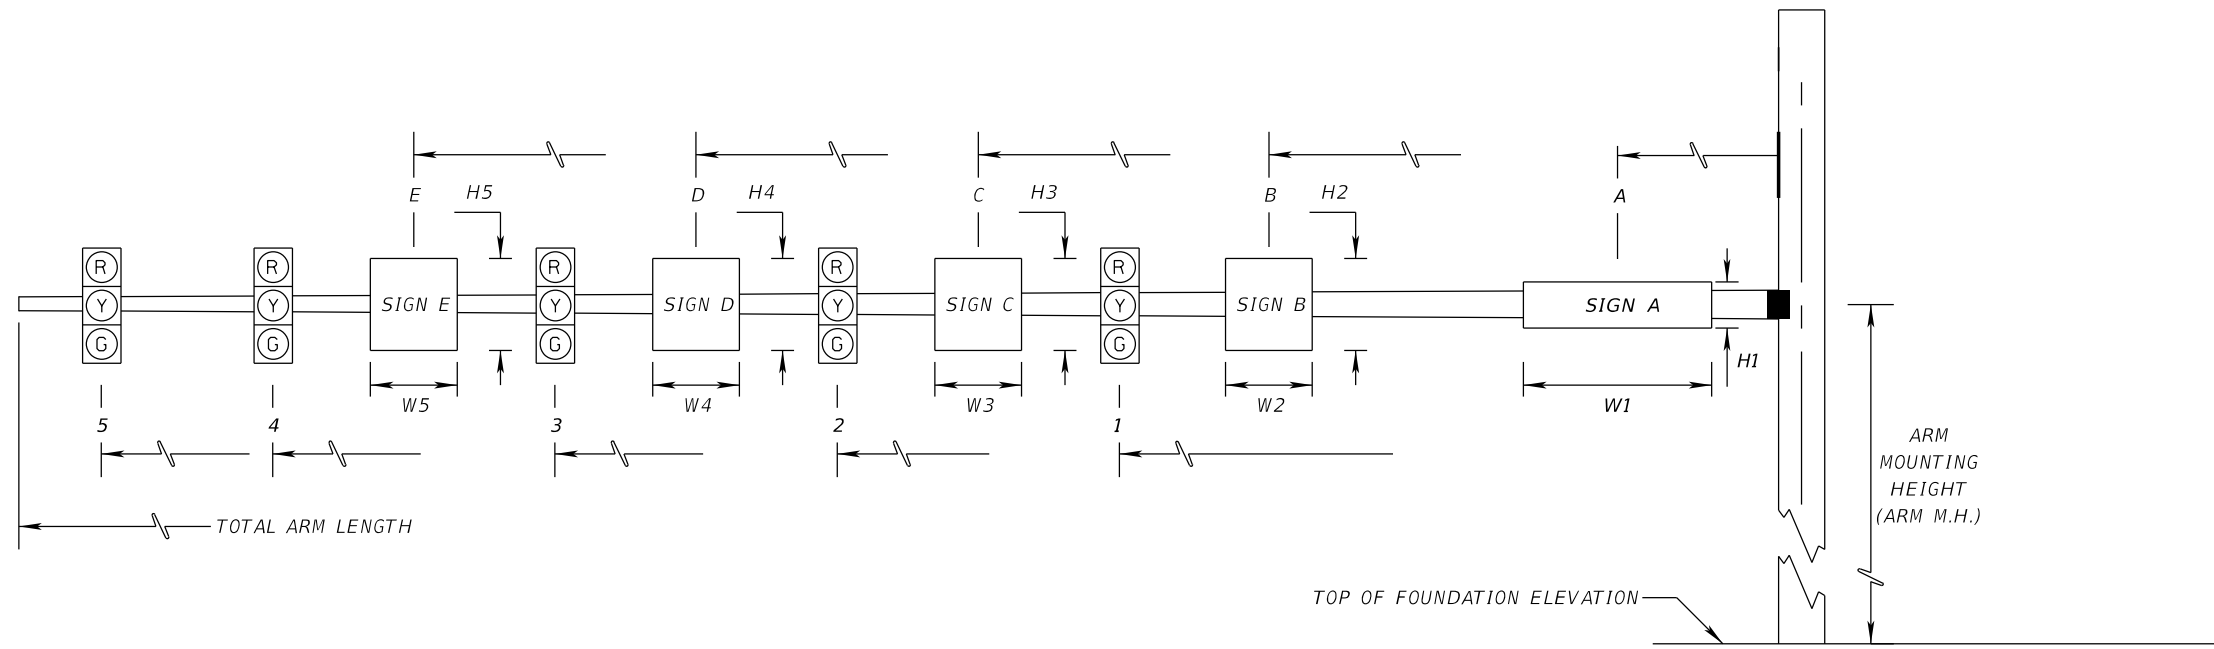 E H5 D H4 C H3 B H2 A
R R R R R
Y Y SIGN E Y SIGN D Y SIGN C Y SIGN B SIGN A
G G G G G
H1
W5 W4 W3 W2 W1
5 4 3 2 1
ARM
MOUNTING
HEIGHT
(ARM M.H.)
TOTAL ARM LENGTH
TOP OF FOUNDATION ELEVATION